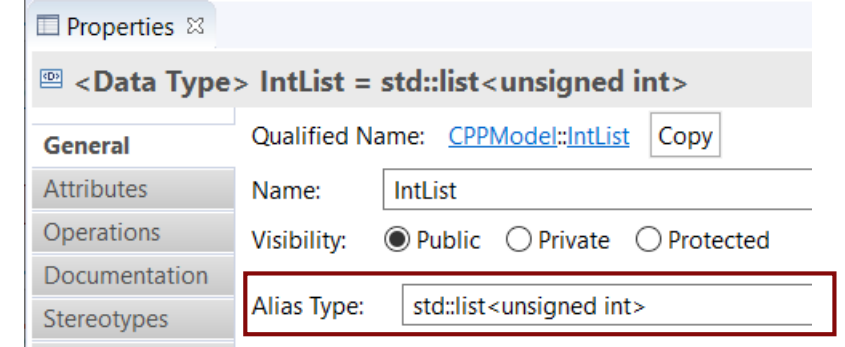 Properties
<Data Type> IntList = std::list<unsigned int>
General
Qualified Name: CPPModel::IntList Copy
Attributes
Name: IntList
Operations
Visibility: Public Private Protected
Documentation
Alias Type: std::list<unsigned int>
Stereotypes